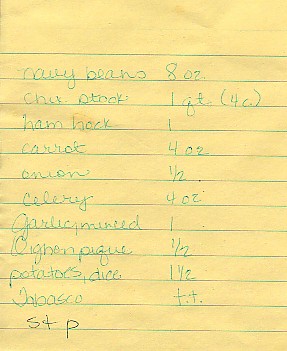 navy beans 8 oz.
chix. stock 1 qt. (4c.)
ham hock 1
carrot 4 oz
onion 1/2
celery 4 oz
Garlic, minced 1
Oignon pique 1/2
potatoes, dice 1 1/2
Tabasco t.t.
s + p